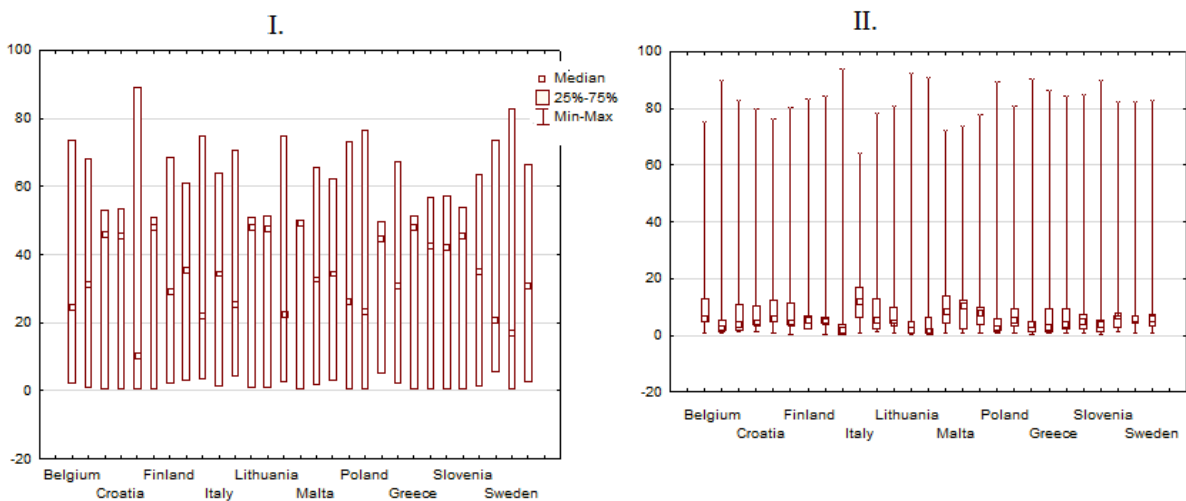 I.
100
80
60
40
20
0
-20
Median
25%-75%
Min-Max
Belgium Finland Lithuania Poland Slovenia
Croatia Italy Malta Greece Sweden
II.
100
80
60
40
20
0
-20
Belgium Finland Lithuania Poland Slovenia
Croatia Italy Malta Greece Sweden